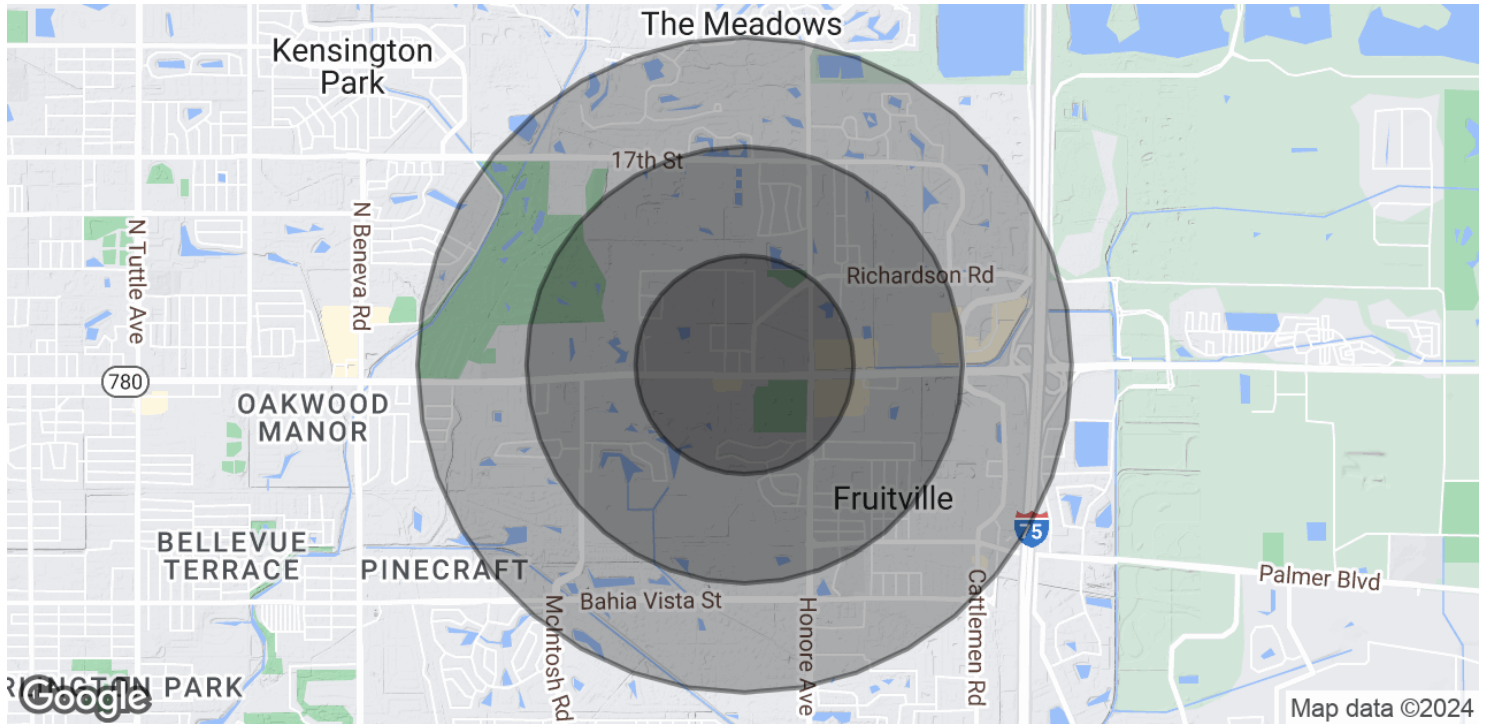 The Meadows
Kensington
Park
17th St
N Tuttle Ave
N Beneva Rd
Richardson Rd
780
OAKWOOD
MANOR
Fruitville
75
BELLEVUE
TERRACE
PINECRAFT
Palmer Blvd
Bahia Vista St
McIntosh Rd
Honore Ave
Cattlemen Rd
PARK
Google
Map data ©2024